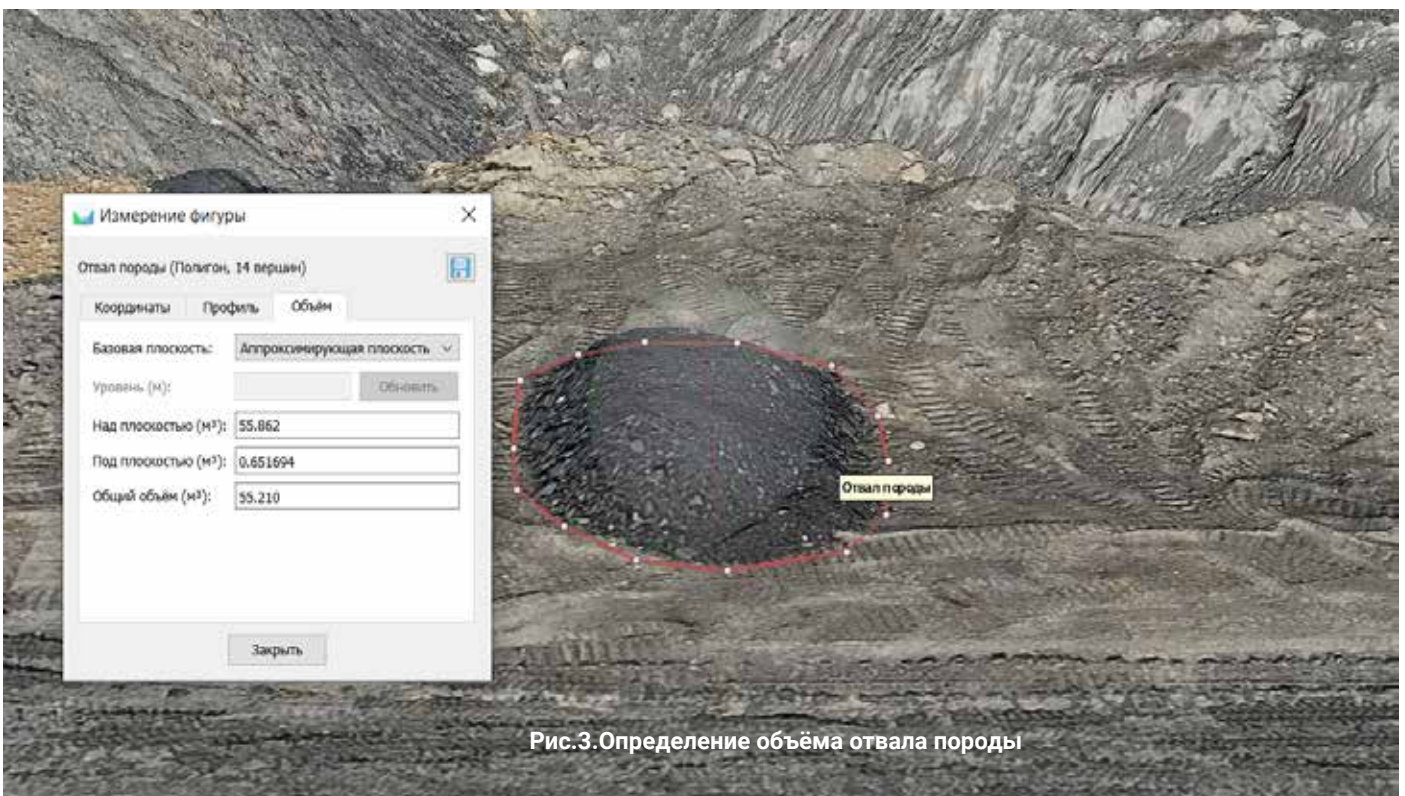 Измерение фигуры
Отвал породы (Полигон, 14 вершин)
Координаты Профиль Объём
Базовая плоскость: Аппроксимирующая плоскость
Уровень (м): Обновить
Над плоскостью (м³): 55.862
Под плоскостью (м³): 0.651694
Общий объём (м³): 55.210
Отвал породы
Закрыть
Рис.3.Определение объёма отвала породы